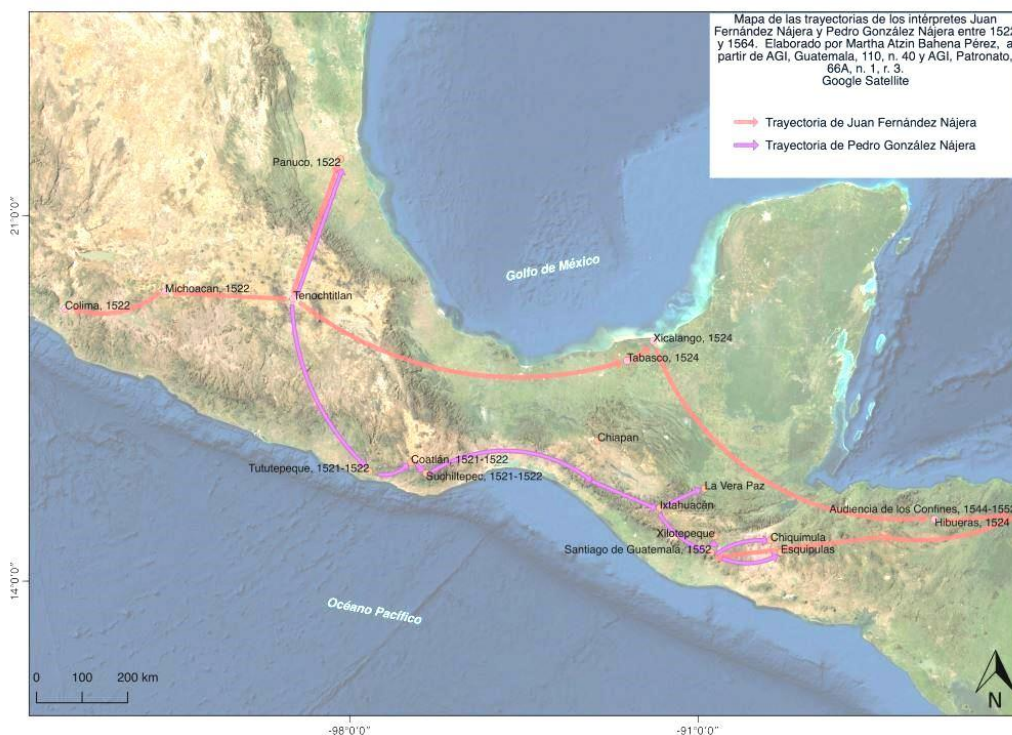 Mapa de las trayectorias de los intérpretes Juan
Fernández Nájera y Pedro González Nájera entre 1522
y 1564. Elaborado por Martha Atzin Bahena Pérez, a
partir de AGI, Guatemala, 110, n. 40 y AGI, Patronato,
66A, n. 1, r. 3.
Google Satellite
Trayectoria de Juan Fernández Nájera
Trayectoria de Pedro González Nájera
Panuco, 1522
21°0'0"
Golfo de México
Michoacan, 1522
Tenochtitlan
Colima, 1522
Xicalango, 1524
Tabasco, 1524
Chiapan
Coatlán, 1521-1522
Tututepeque, 1521-1522
Suchiltepec, 1521-1522
La Vera Paz
Ixtahuacán
Audiencia de los Confines, 1544-1552
Hibueras, 1524
Xilotepeque
Chiquimula
Santiago de Guatemala, 1552
Esquipulas
14°0'0"
Océano Pacífico
0 100 200 km
N
-98°0'0"
-91°0'0"